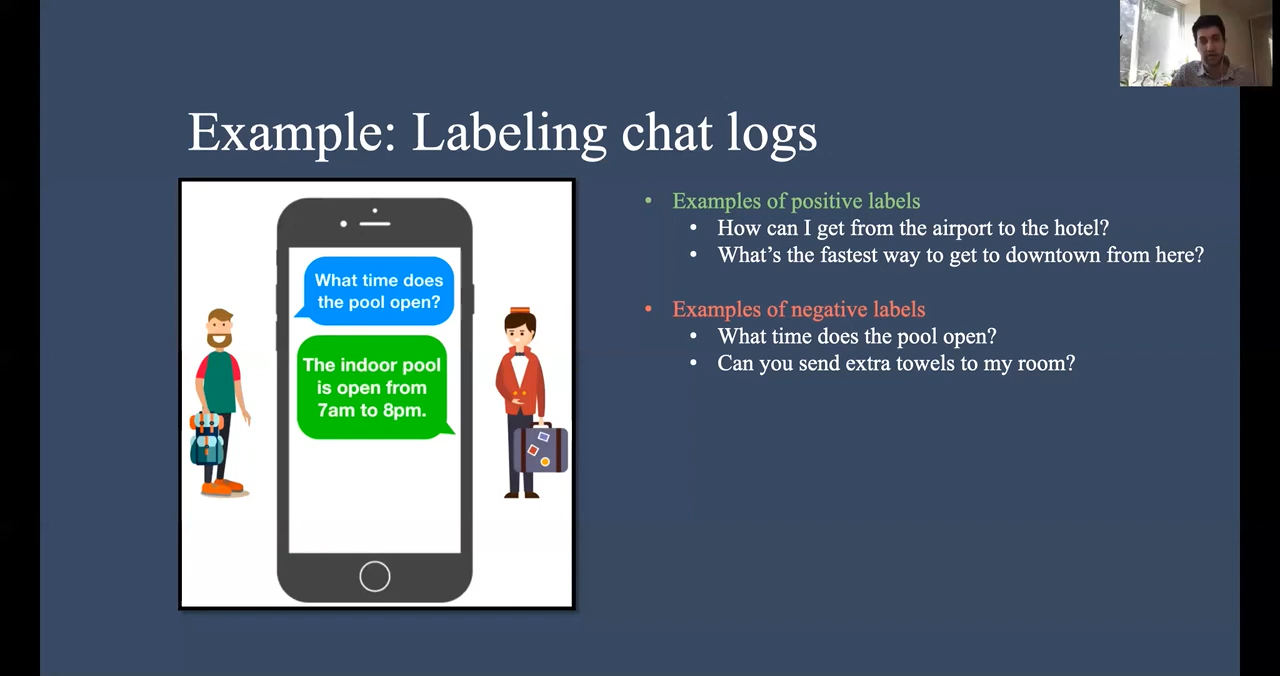 Example: Labeling chat logs
What time does
the pool open?
The indoor pool
is open from
7am to 8pm.
• Examples of positive labels
• How can I get from the airport to the hotel?
• What’s the fastest way to get to downtown from here?
• Examples of negative labels
• What time does the pool open?
• Can you send extra towels to my room?